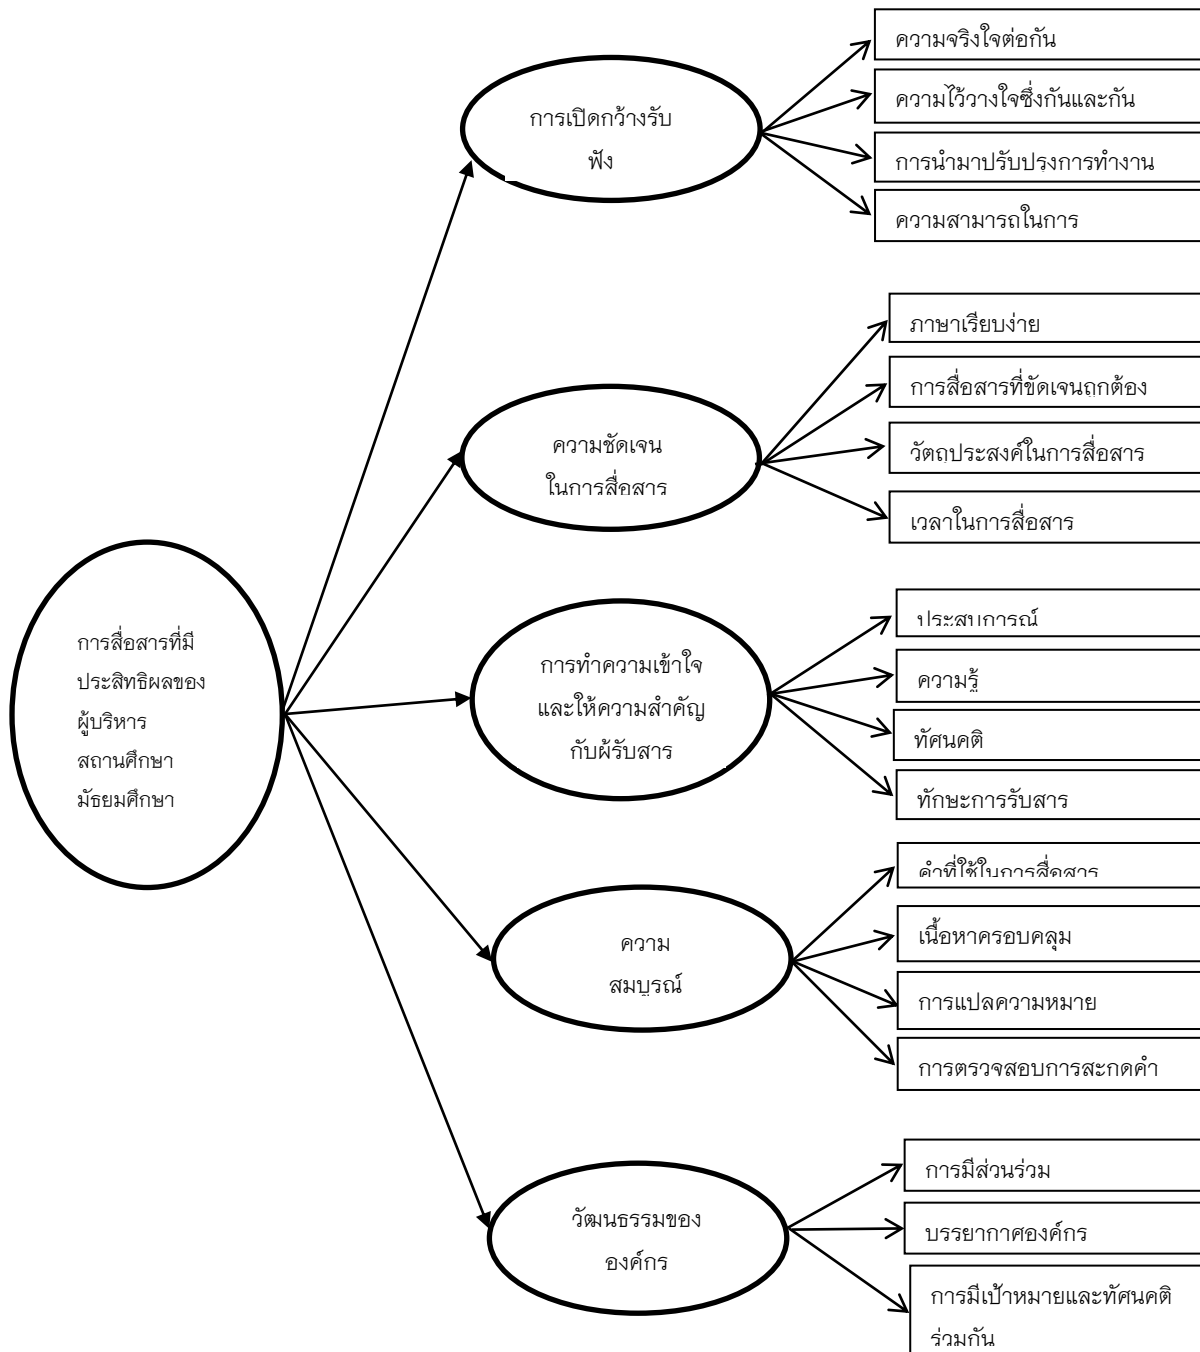 การสื่อสารที่มี
ประสิทธิผลของ
ผู้บริหาร
สถานศึกษา
มัธยมศึกษา
การเปิดกว้างรับ
ฟัง
ความจริงใจต่อกัน
ความไว้วางใจซึ่งกันและกัน
การนำมาปรับปรุงการทำงาน
ความสามารถในการ
ความชัดเจน
ในการสื่อสาร
ภาษาเรียบง่าย
การสื่อสารที่ชัดเจนถูกต้อง
วัตถุประสงค์ในการสื่อสาร
เวลาในการสื่อสาร
การทำความเข้าใจ
และให้ความสำคัญ
กับผู้รับสาร
ประสบการณ์
ความรู้
ทัศนคติ
ทักษะการรับสาร
ความ
สมบูรณ์
คำที่ใช้ในการสื่อสาร
เนื้อหาครอบคลุม
การแปลความหมาย
การตรวจสอบการสะกดคำ
วัฒนธรรมของ
องค์กร
การมีส่วนร่วม
บรรยากาศองค์กร
การมีเป้าหมายและทัศนคติ
ร่วมกัน